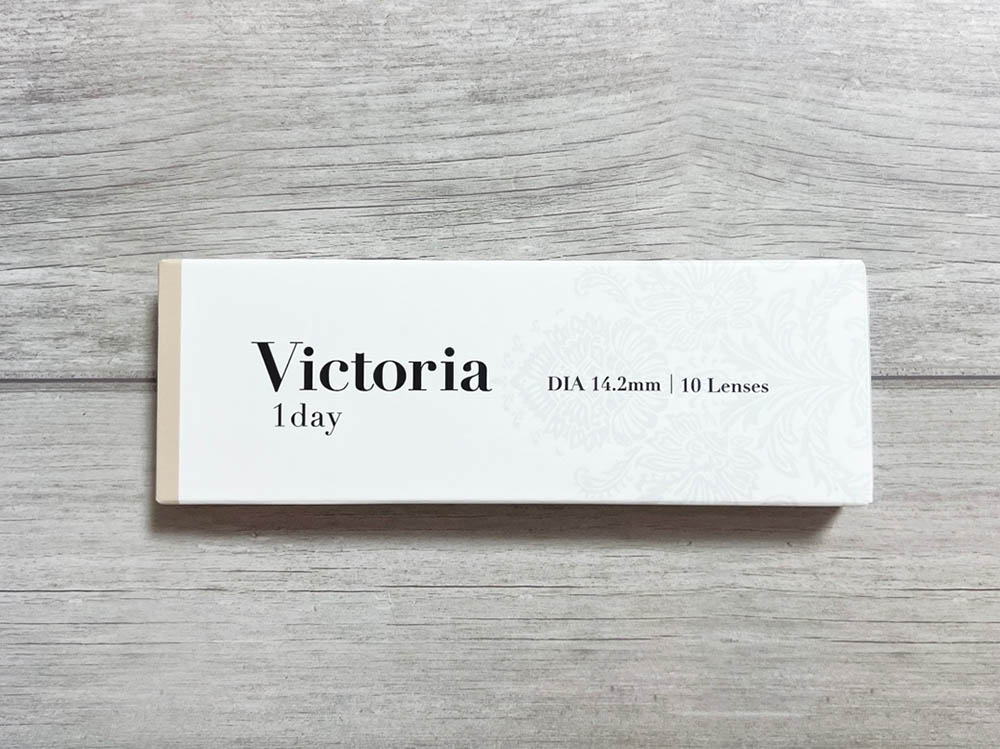 Victoria
1day
DIA 14.2mm | 10 Lenses